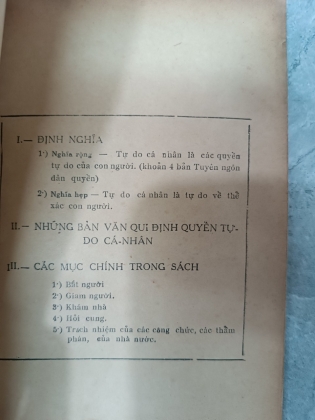 I.— ĐỊNH NGHĨA
1·) Nghĩa rộng — Tự do cá nhân là các quyền
tự do của con người. (khoản 4 bản Tuyên ngôn
dân quyền)
2·) Nghĩa hẹp — Tự do cá nhân là tự do về thể
xác con người.
II.— NHỮNG BẢN VĂN QUI ĐỊNH QUYỀN TỰ-
DO CÁ-NHÂN
III.— CÁC MỤC CHÍNH TRONG SÁCH
1·) Bắt người
2·) Giam người.
3·) Khám nhà
4·) Hỏi cung.
5·) Trách nhiệm của các công chức, các thẩm
phán, của nhà nước.